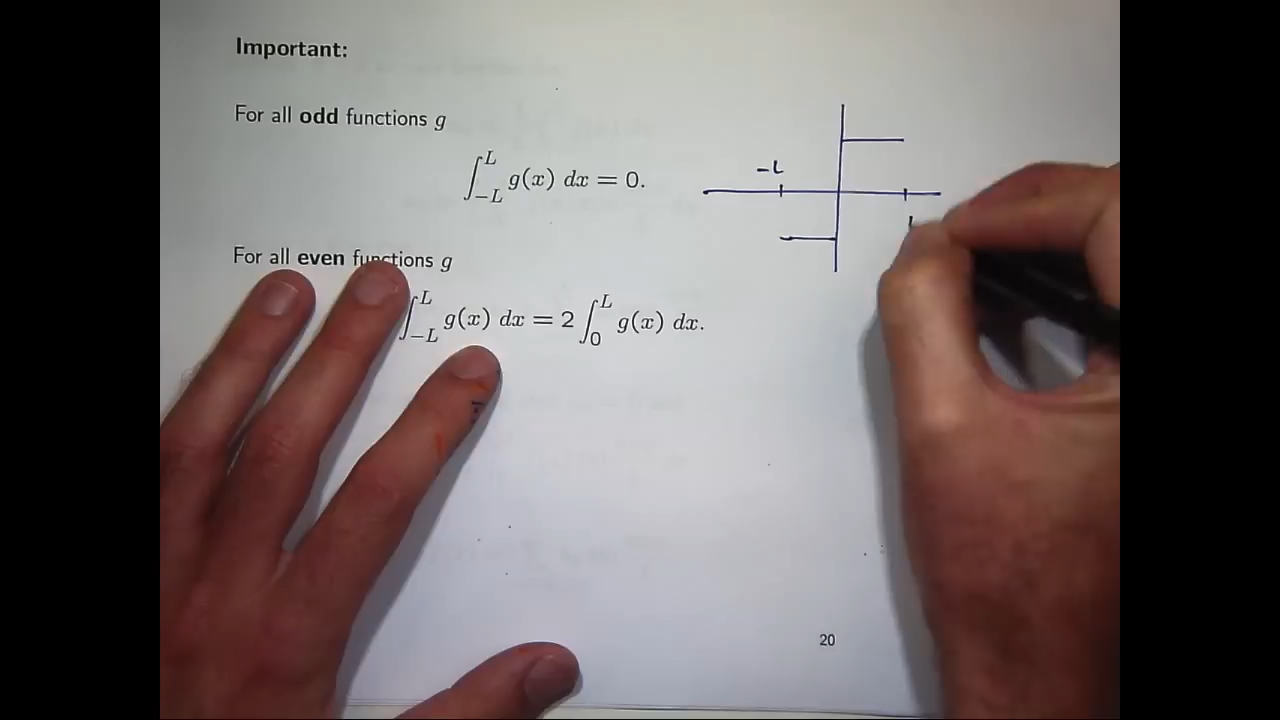 Important:
For all odd functions g
∫_{-L}^{L} g(x) dx = 0.
-L
For all even functions g
∫_{-L}^{L} g(x) dx = 2 ∫_{0}^{L} g(x) dx.
20